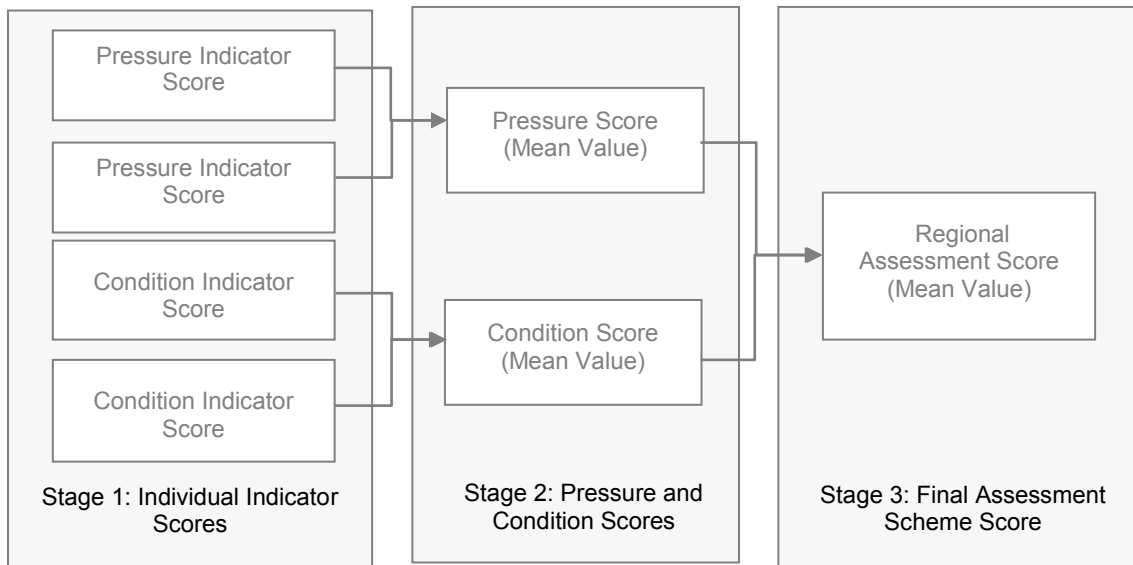 Pressure Indicator
Score
Pressure Indicator
Score
Condition Indicator
Score
Condition Indicator
Score
Stage 1: Individual Indicator
Scores
Pressure Score
(Mean Value)
Condition Score
(Mean Value)
Stage 2: Pressure and
Condition Scores
Regional
Assessment Score
(Mean Value)
Stage 3: Final Assessment
Scheme Score